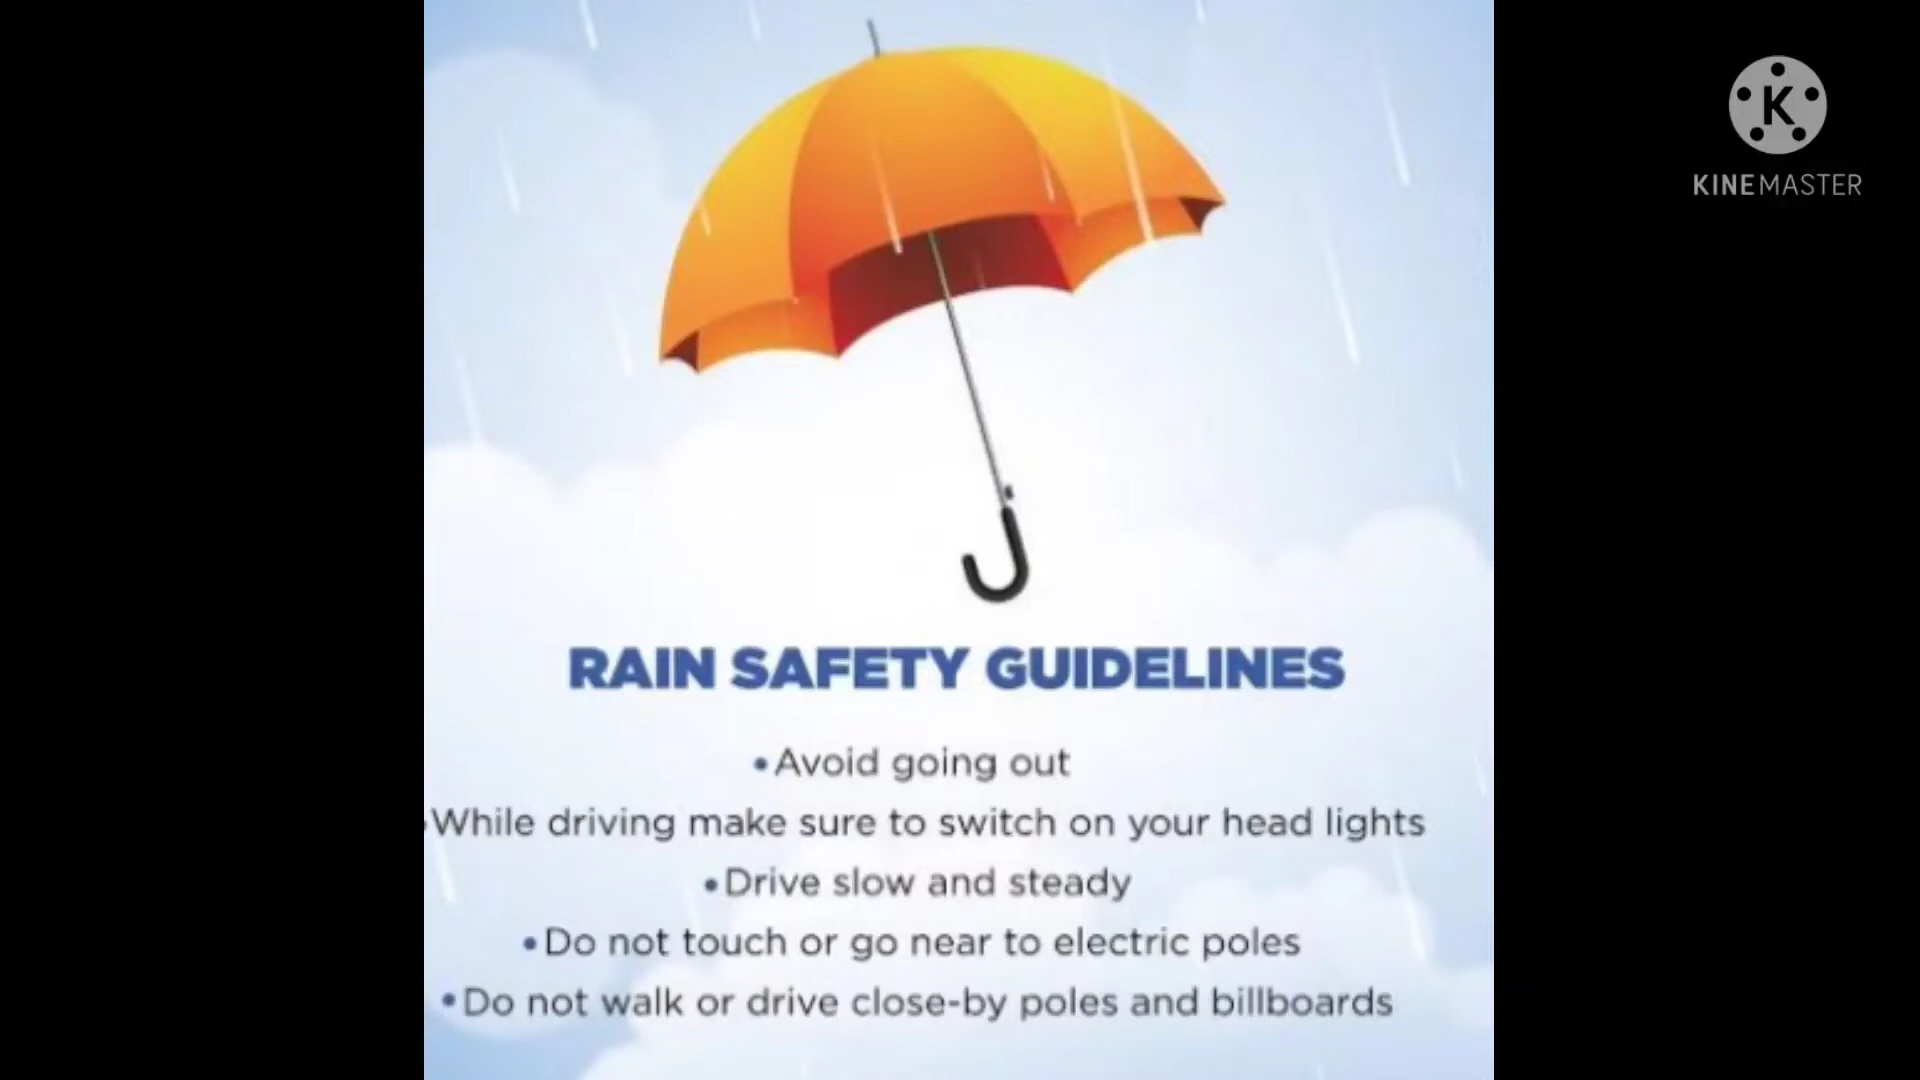 K
KINEMASTER
RAIN SAFETY GUIDELINES
•Avoid going out
•While driving make sure to switch on your head lights
•Drive slow and steady
•Do not touch or go near to electric poles
•Do not walk or drive close-by poles and billboards